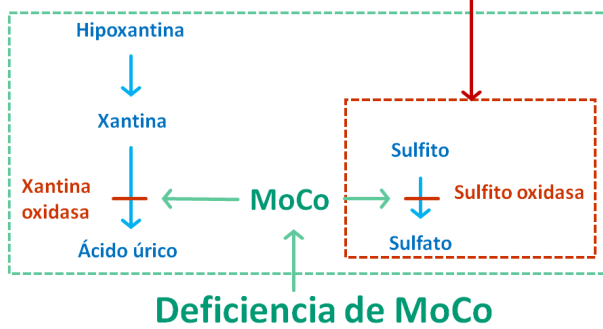 Hipoxantina
Xantina
Xantina
oxidasa
Ácido úrico
MoCo
Sulfito
Sulfito oxidasa
Sulfato
Deficiencia de MoCo